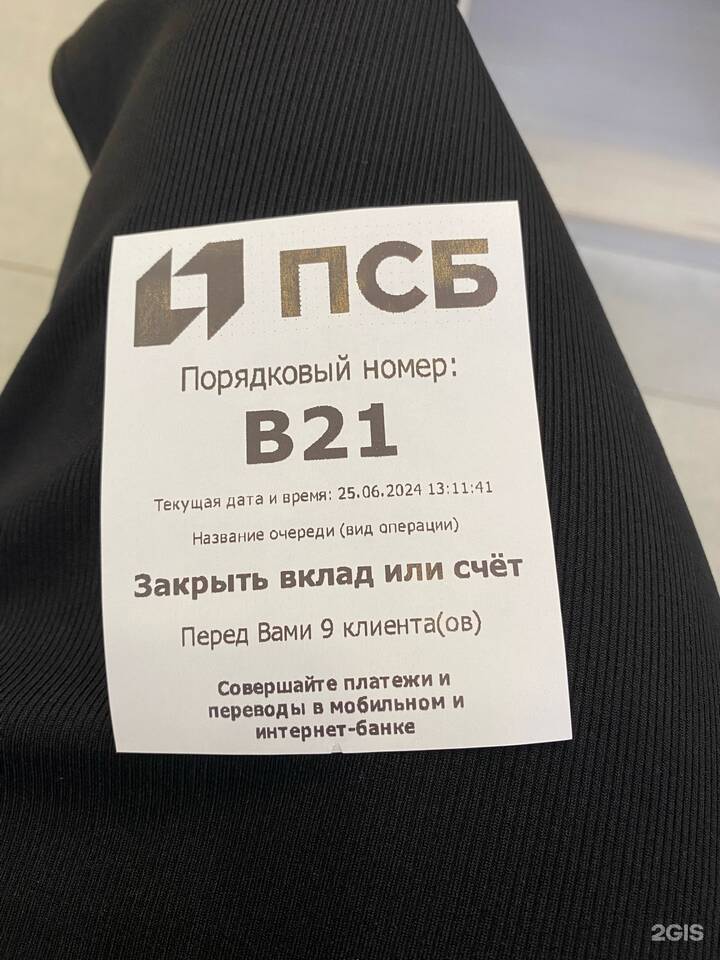 ПСБ
Порядковый номер:
В21
Текущая дата и время: 25.06.2024 13:11:41
Название очереди (вид операции)
Закрыть вклад или счёт
Перед Вами 9 клиента(ов)
Совершайте платежи и
переводы в мобильном и
интернет-банке
2GIS